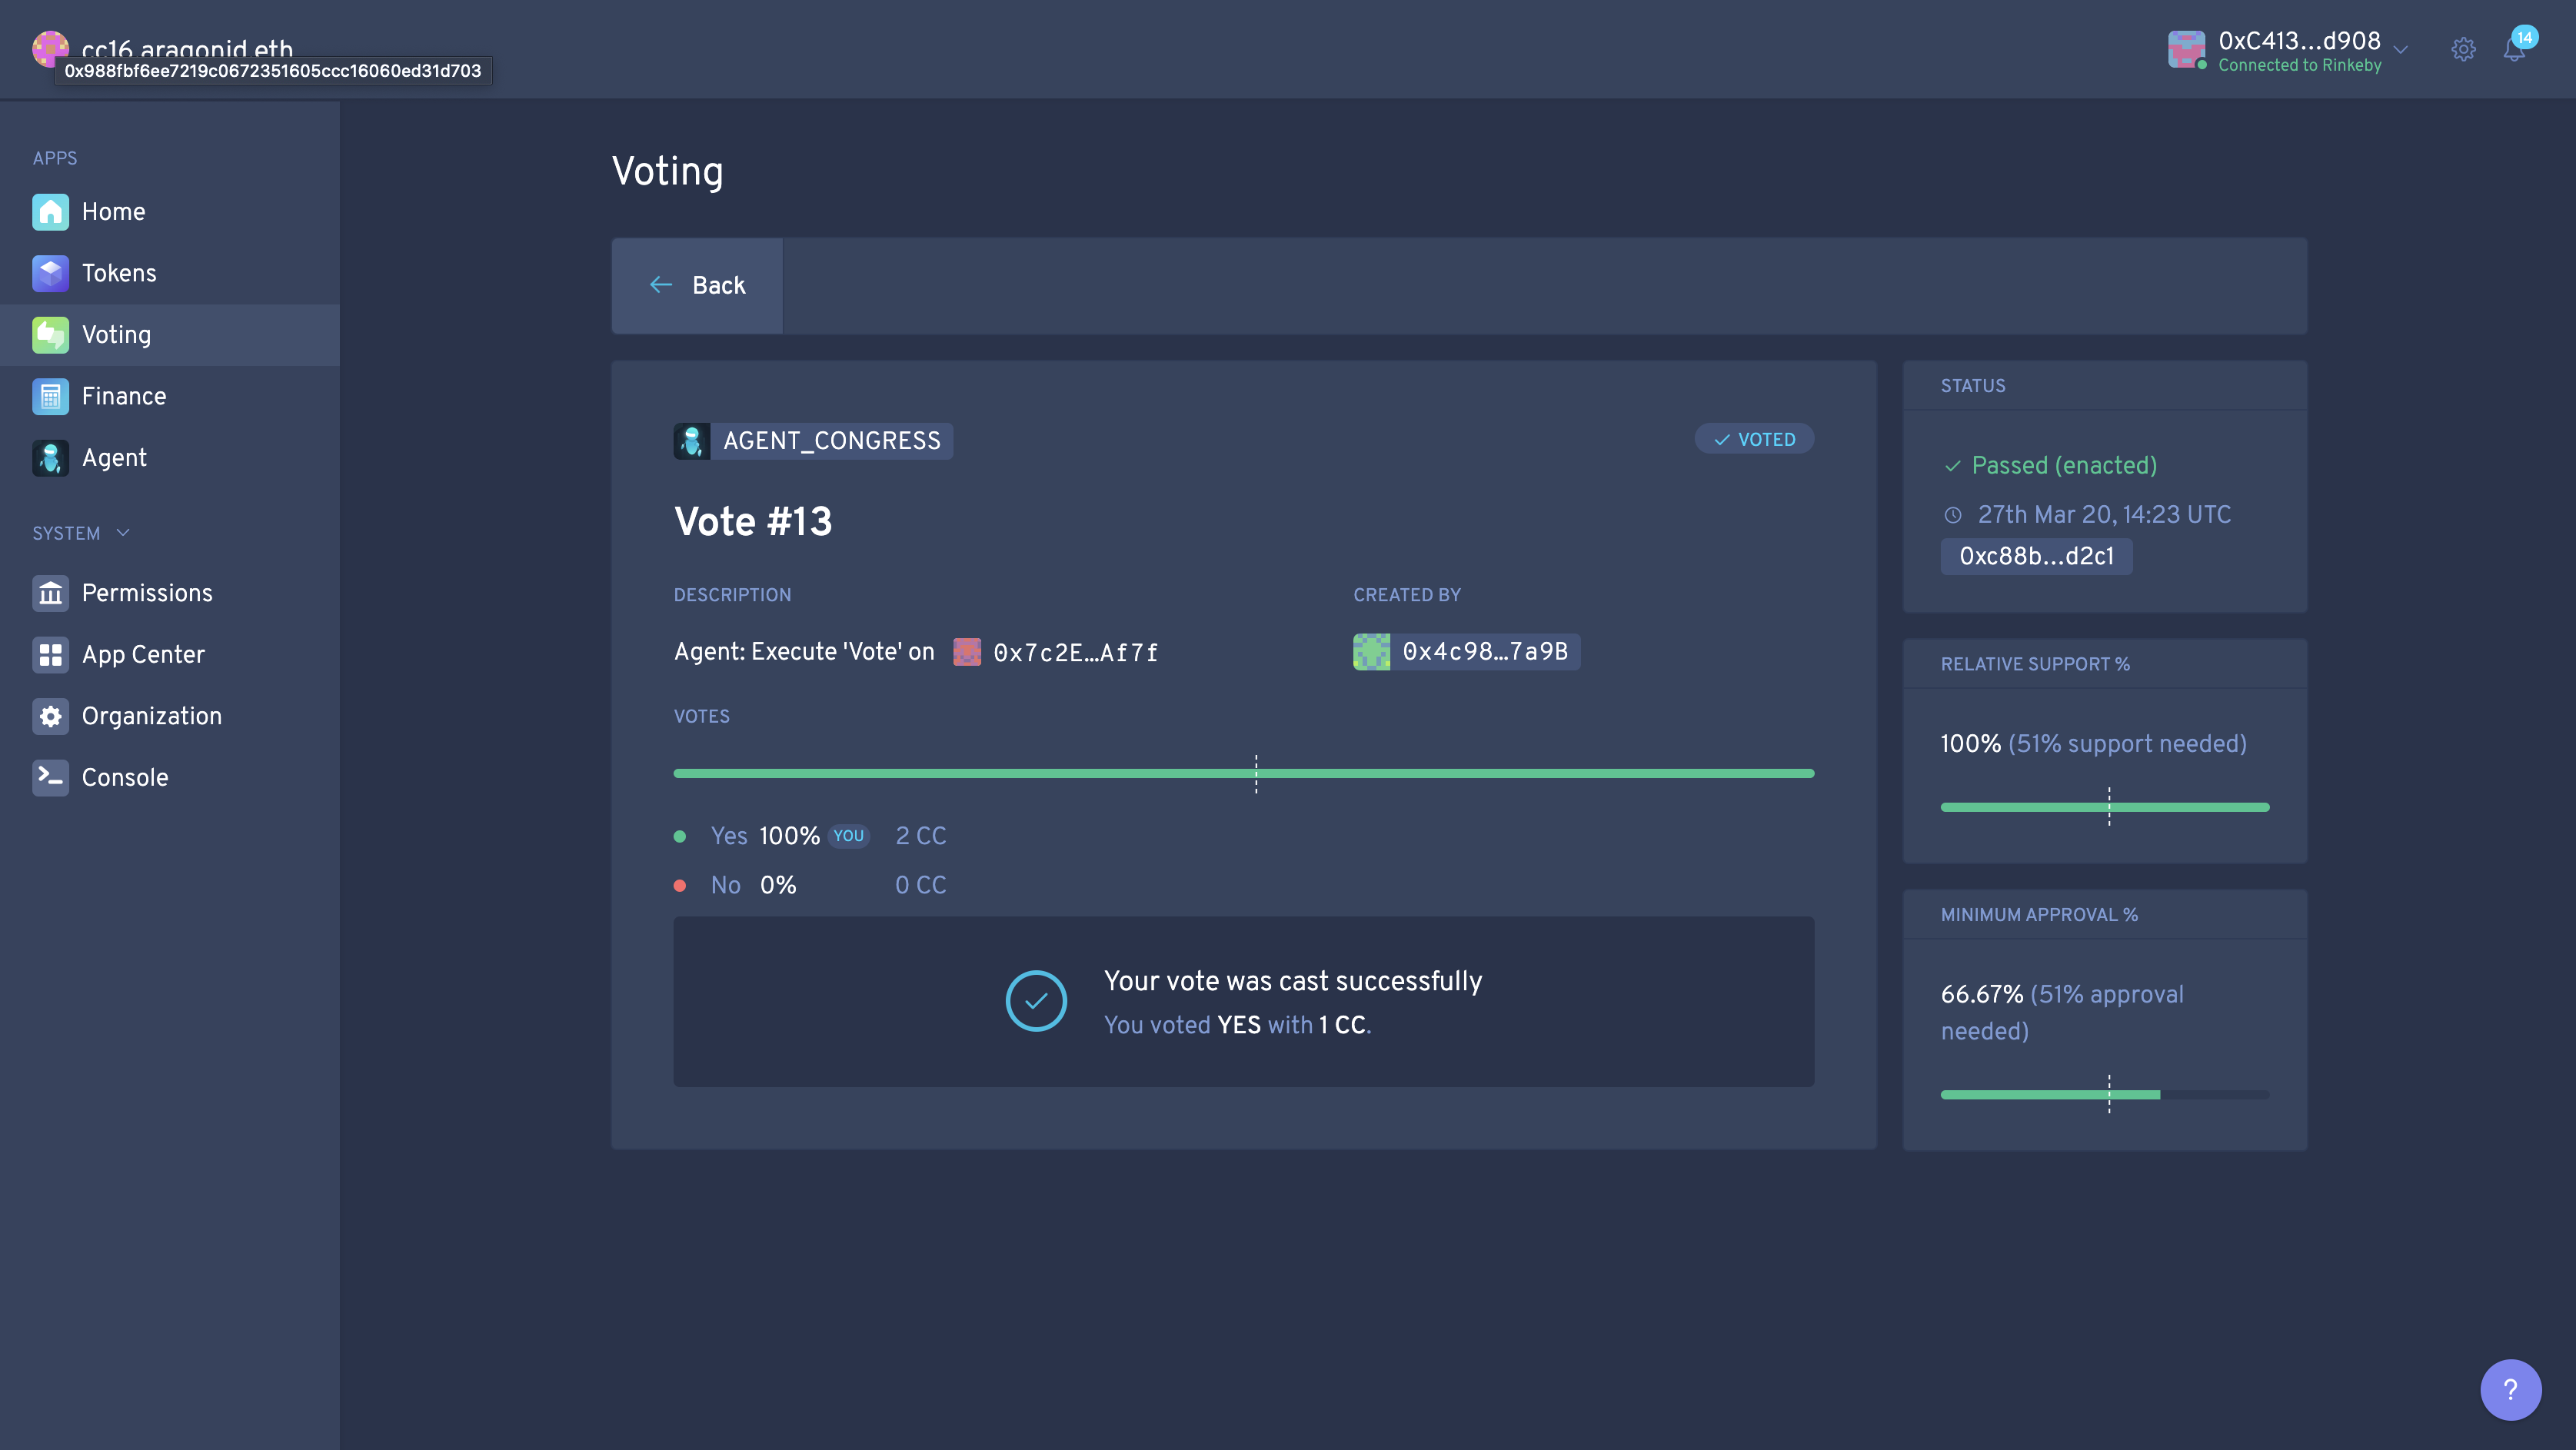 cc16.aragonid.eth
0x988fbf6ee7219c0672351605ccc16060ed31d703
0xC413...d908
Connected to Rinkeby
14
APPS
Home
Tokens
Voting
Finance
Agent
SYSTEM
Permissions
App Center
Organization
Console
Voting
Back
AGENT_CONGRESS
VOTED
Vote #13
DESCRIPTION
Agent: Execute 'Vote' on 0x7c2E…Af7f
CREATED BY
0x4c98…7a9B
VOTES
Yes 100% YOU 2 CC
No 0% 0 CC
Your vote was cast successfully
You voted YES with 1 CC.
STATUS
Passed (enacted)
27th Mar 20, 14:23 UTC
0xc88b...d2c1
RELATIVE SUPPORT %
100% (51% support needed)
MINIMUM APPROVAL %
66.67% (51% approval
needed)
?